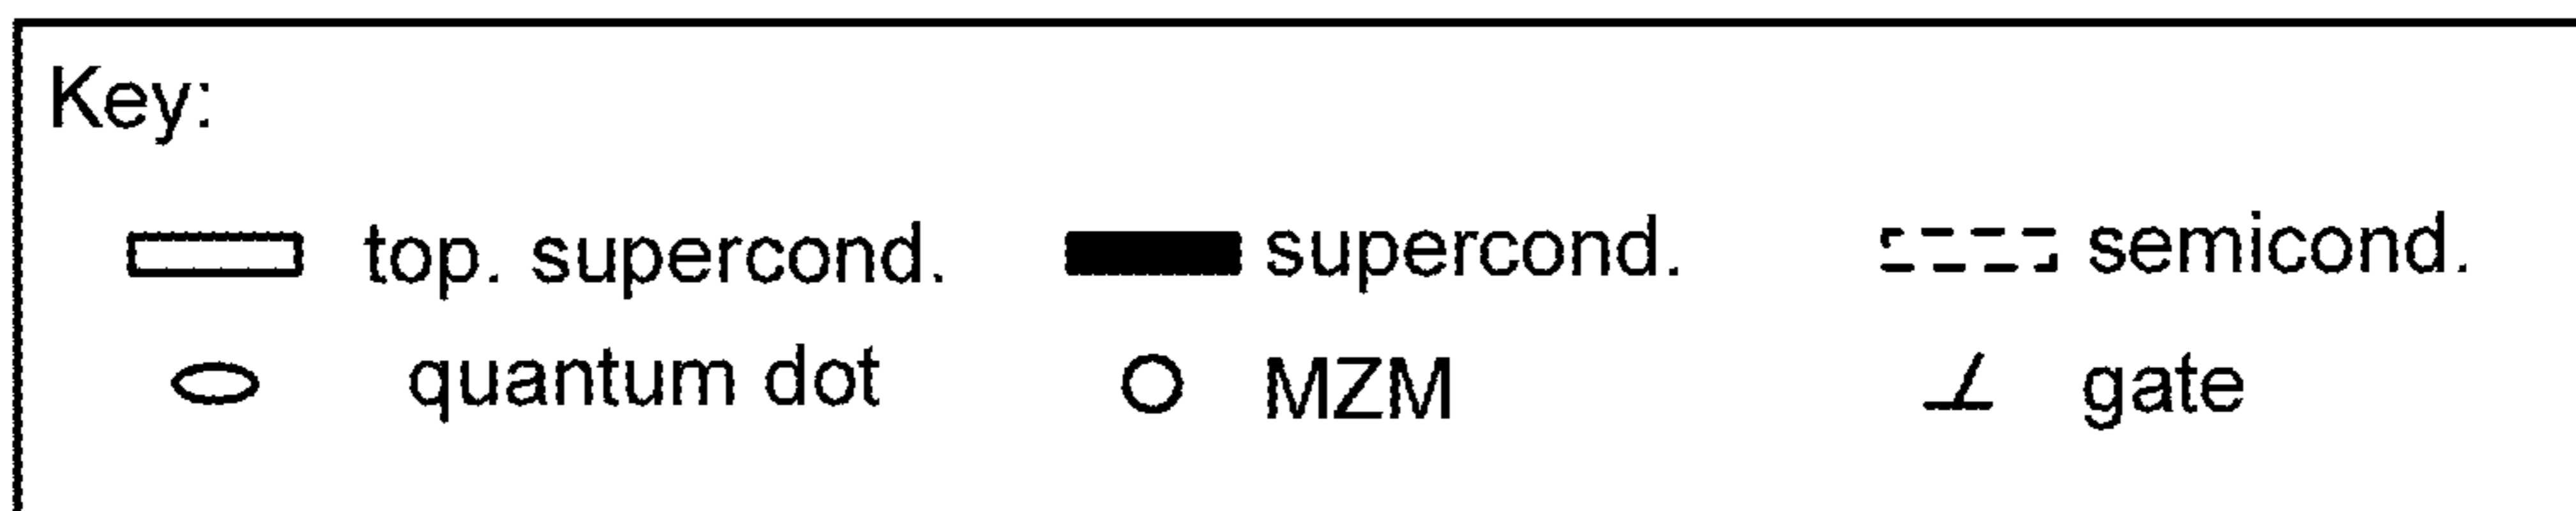 Key:
top. supercond. supercond. semicond.
quantum dot MZM gate